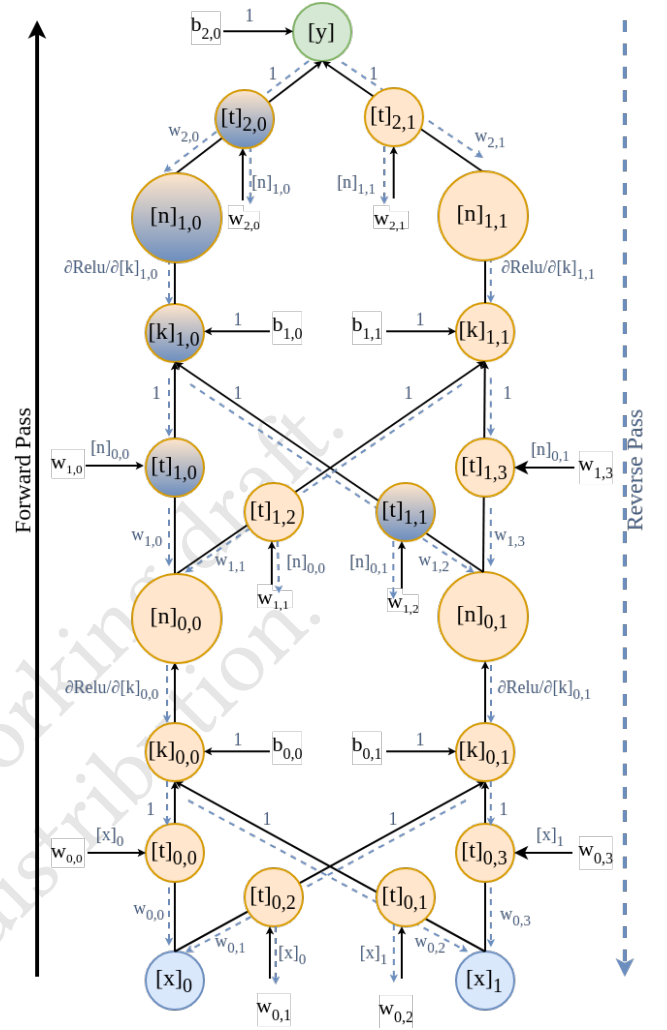 [y]
b2,0
1
1
1
[t]2,0
[t]2,1
w2,0
w2,1
[n]1,0
[n]1,1
w2,0
w2,1
[n]1,0
[n]1,1
∂Relu/∂[k]1,0
∂Relu/∂[k]1,1
[k]1,0
1
b1,0
b1,1
1
[k]1,1
1
1
1
1
w1,0
[n]0,0
[t]1,0
[t]1,3
[n]0,1
w1,3
[t]1,2
[t]1,1
w1,0
w1,1
[n]0,0
[n]0,1
w1,2
w1,3
w1,1
w1,2
[n]0,0
[n]0,1
∂Relu/∂[k]0,0
∂Relu/∂[k]0,1
[k]0,0
1
b0,0
b0,1
1
[k]0,1
1
1
1
1
w0,0
[x]0
[t]0,0
[t]0,3
[x]1
w0,3
[t]0,2
[t]0,1
w0,0
w0,1
[x]0
[x]1
w0,2
w0,3
[x]0
w0,1
w0,2
[x]1
Forward Pass
Reverse Pass
working draft.
distribution.